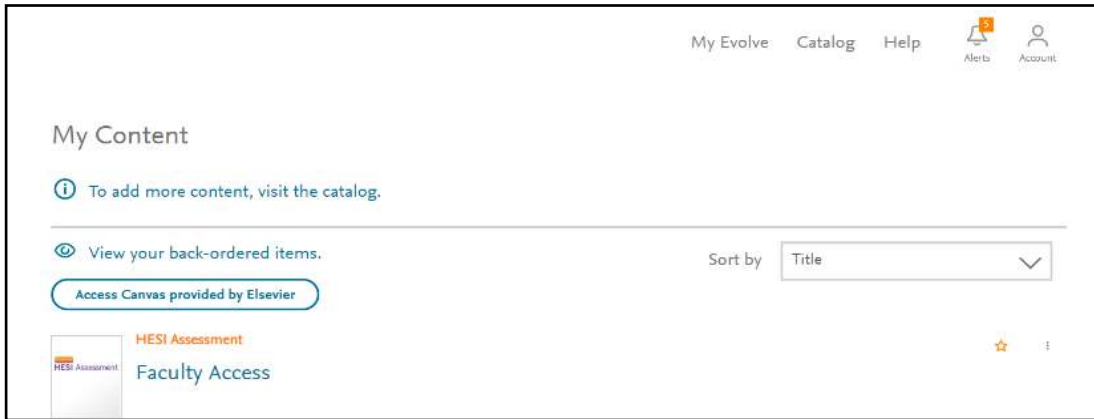 My Evolve Catalog Help
5
Alerts Account
My Content
To add more content, visit the catalog.
View your back-ordered items.
Sort by Title
Access Canvas provided by Elsevier
HESI Assessment
HESI Assessment
Faculty Access